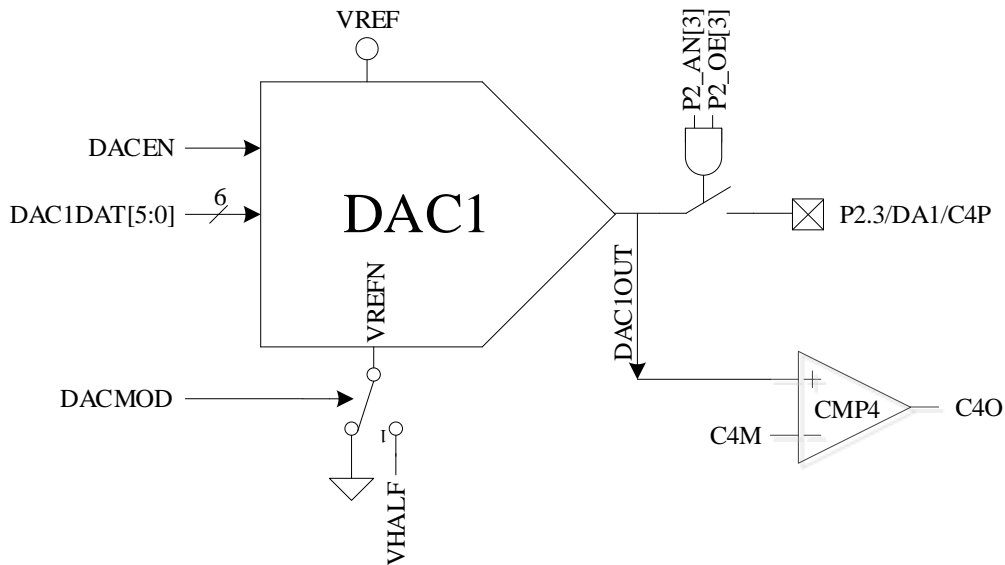 VREF
P2_AN[3]
P2_OE[3]
DACEN
6
DAC1DAT[5:0]
DAC1
P2.3/DA1/C4P
VREFN
DAC1OUT
DACMOD
+
CMP4
C4O
C4M
1
VHALF